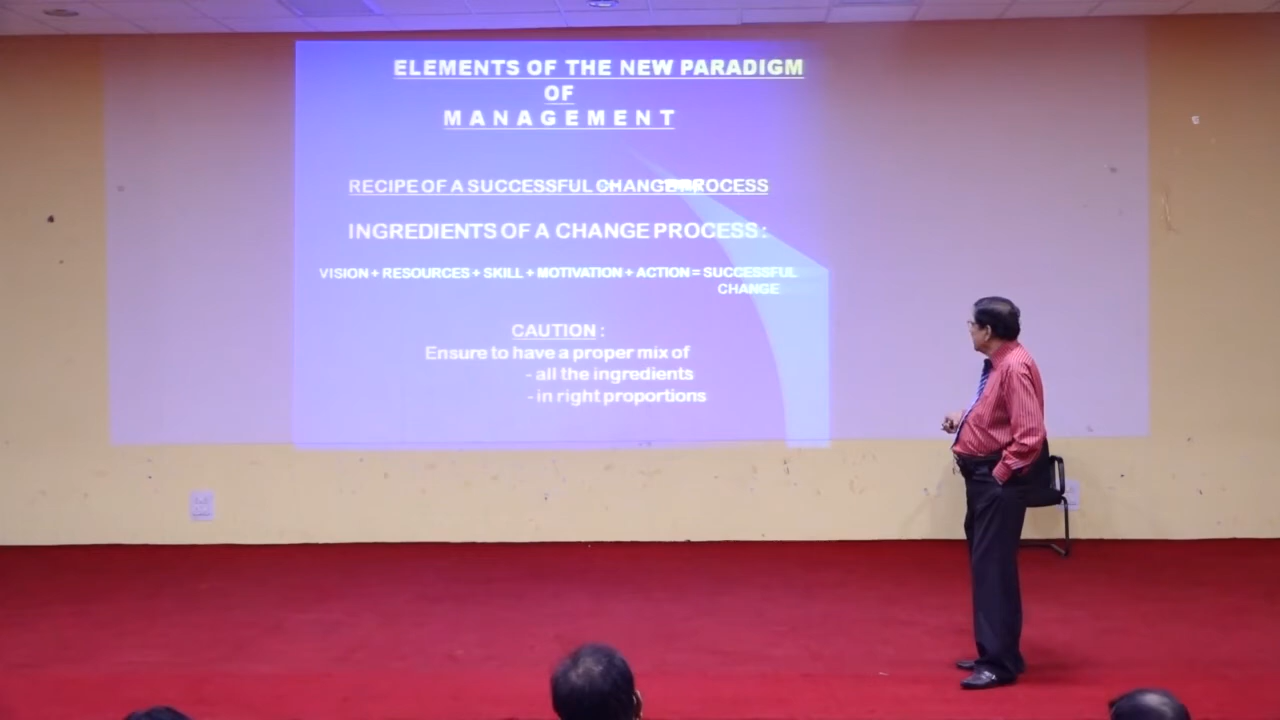 ELEMENTS OF THE NEW PARADIGM
OF
MANAGEMENT
RECIPE OF A SUCCESSFUL CHANGE PROCESS
INGREDIENTS OF A CHANGE PROCESS :
VISION + RESOURCES + SKILL + MOTIVATION + ACTION = SUCCESSFUL
CHANGE
CAUTION :
Ensure to have a proper mix of
- all the ingredients
- in right proportions